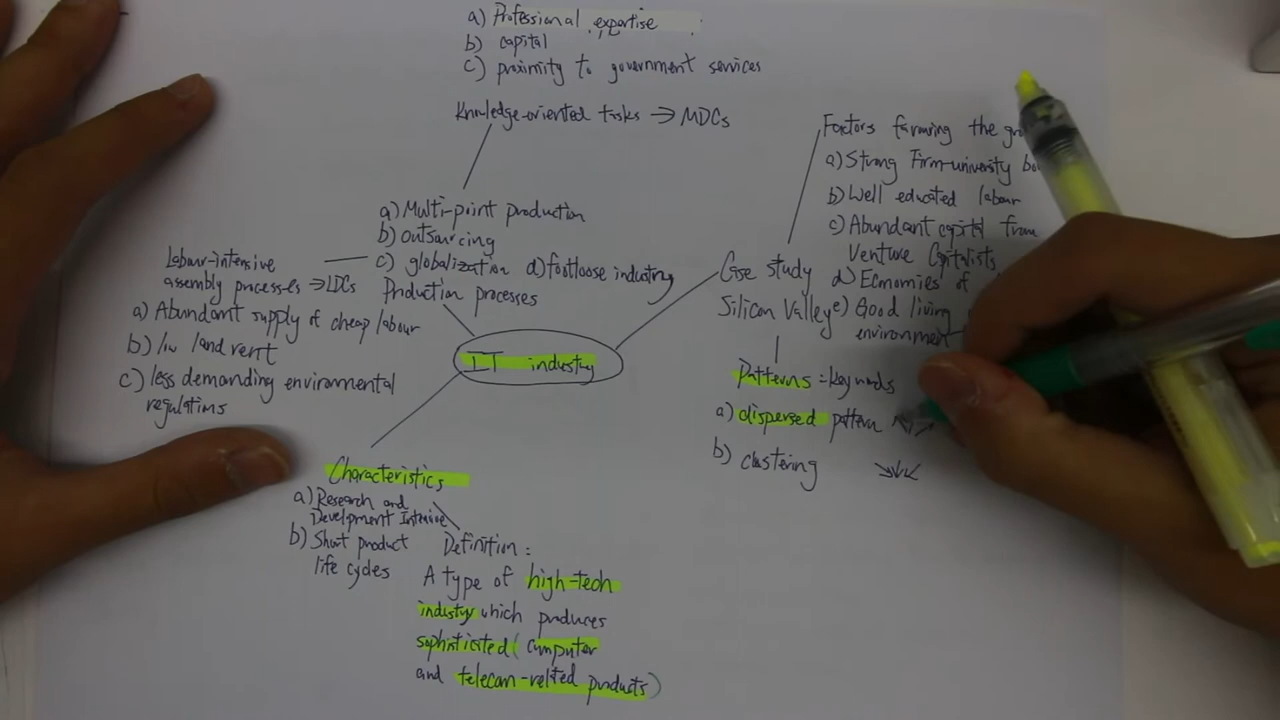 a) Professional expertise
b) capital
c) proximity to government services
Knowledge-oriented tasks → MDCs
a) Multi-point production
b) outsourcing
c) globalization d) footloose industry
Production processes
Labour-intensive
assembly processes → LDCs
a) Abundant supply of cheap labour
b) low land rent
c) less demanding environmental
regulations
IT industry
Case study
Silicon Valley
Factors favouring the
a) Strong Firm-university
b) Well educated labour
c) Abundant capital from
Venture Capitalists
d) Economies of
e) Good living
environment
Patterns = keywords
a) dispersed pattern
b) clustering
Characteristics
a) Research and
Development Intensive
b) Short product
life cycles
Definition :
A type of high-tech
industry which produces
sophisticated (computer
and telecom-related products)